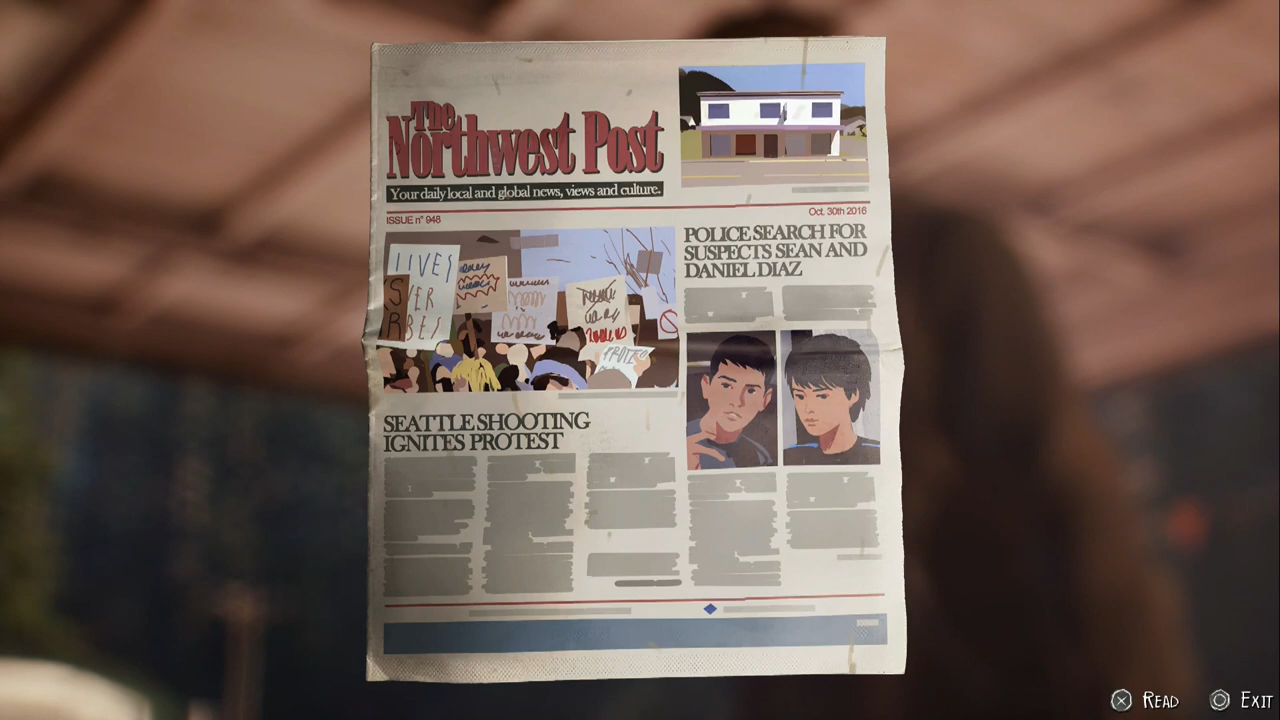 The
Northwest Post
Your daily local and global news, views and culture.
ISSUE n° 948
Oct. 30th 2016
LIVES
POLICE SEARCH FOR
SUSPECTS SEAN AND
DANIEL DIAZ
SEATTLE SHOOTING
IGNITES PROTEST
READ
EXIT